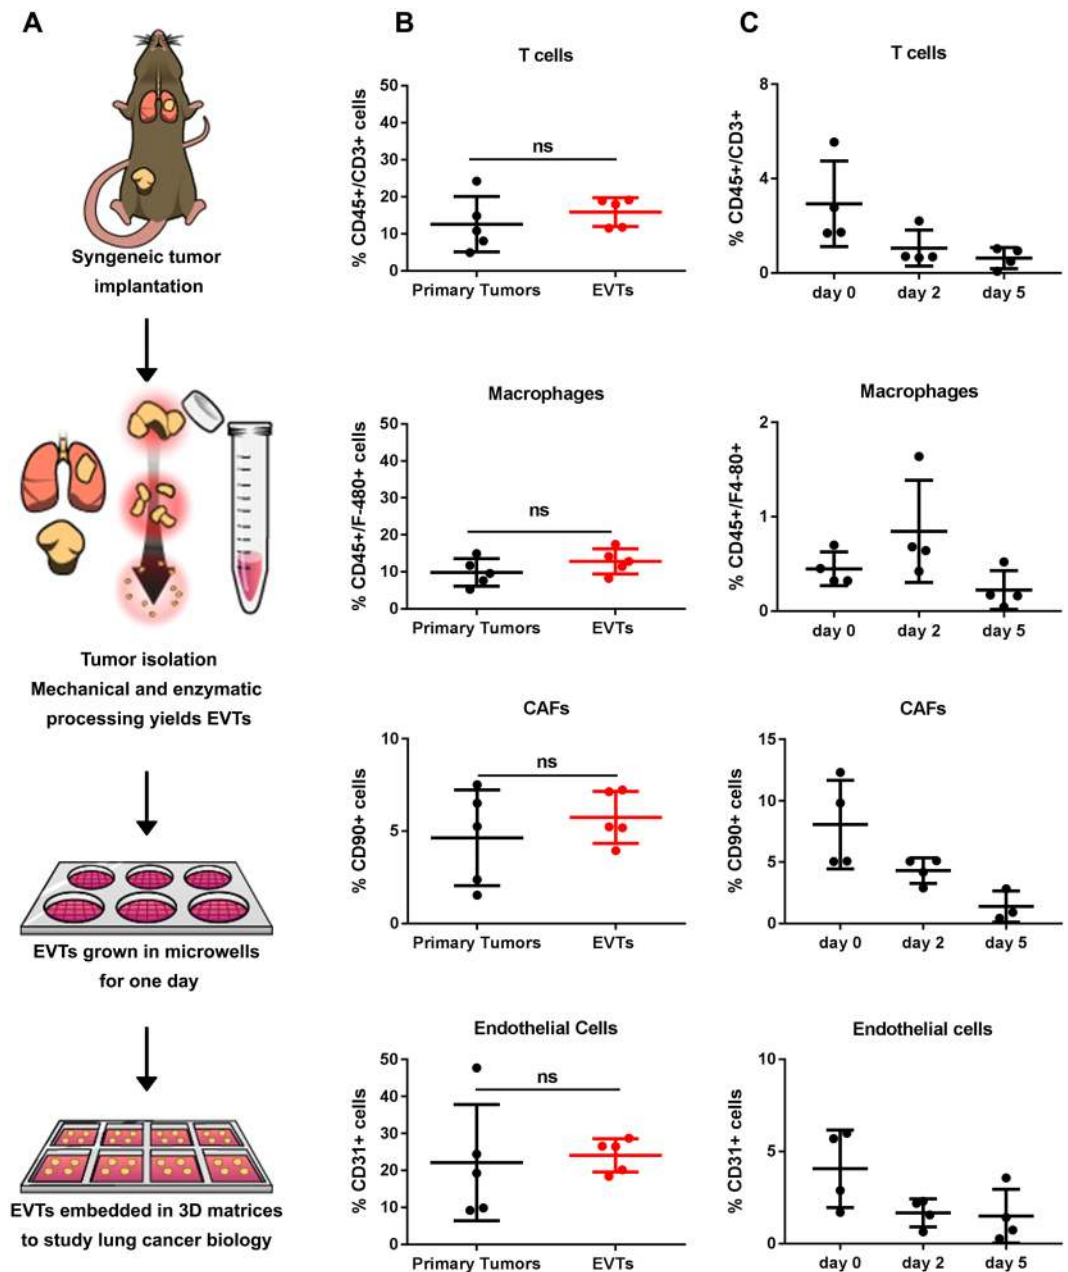 A
Syngeneic tumor
implantation
Tumor isolation
Mechanical and enzymatic
processing yields EVTs
EVTs grown in microwells
for one day
EVTs embedded in 3D matrices
to study lung cancer biology
B
T cells
% CD45+/CD3+ cells
50
40
30
20
10
0
ns
Primary Tumors EVTs
Macrophages
% CD45+/F-480+ cells
50
40
30
20
10
0
ns
Primary Tumors EVTs
CAFs
% CD90+ cells
10
5
0
ns
Primary Tumors EVTs
Endothelial Cells
% CD31+ cells
50
40
30
20
10
0
ns
Primary Tumors EVTs
C
T cells
% CD45+/CD3+
8
4
0
day 0 day 2 day 5
Macrophages
% CD45+/F4-80+
2
1
0
day 0 day 2 day 5
CAFs
% CD90+ cells
15
10
5
0
day 0 day 2 day 5
Endothelial cells
% CD31+ cells
10
5
0
day 0 day 2 day 5